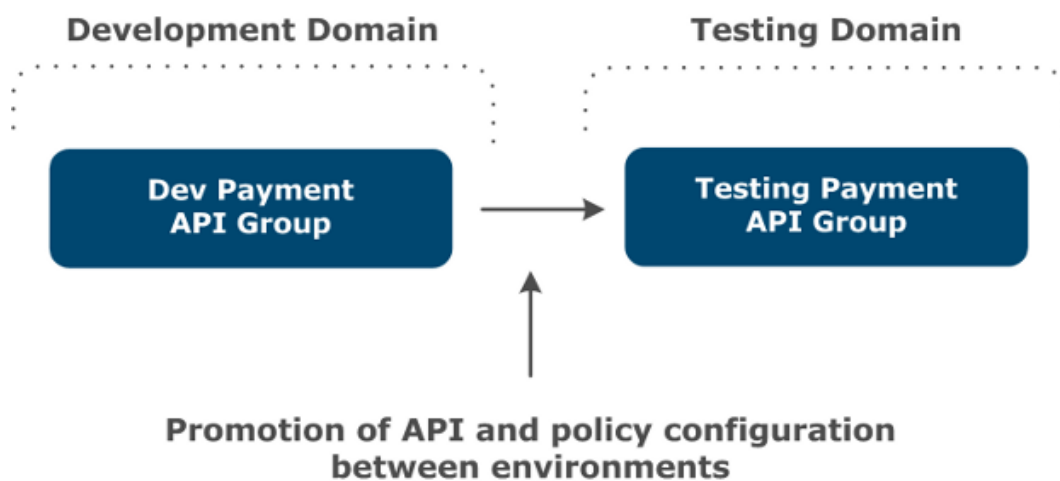 Development Domain
Testing Domain
Dev Payment
API Group
Testing Payment
API Group
Promotion of API and policy configuration
between environments